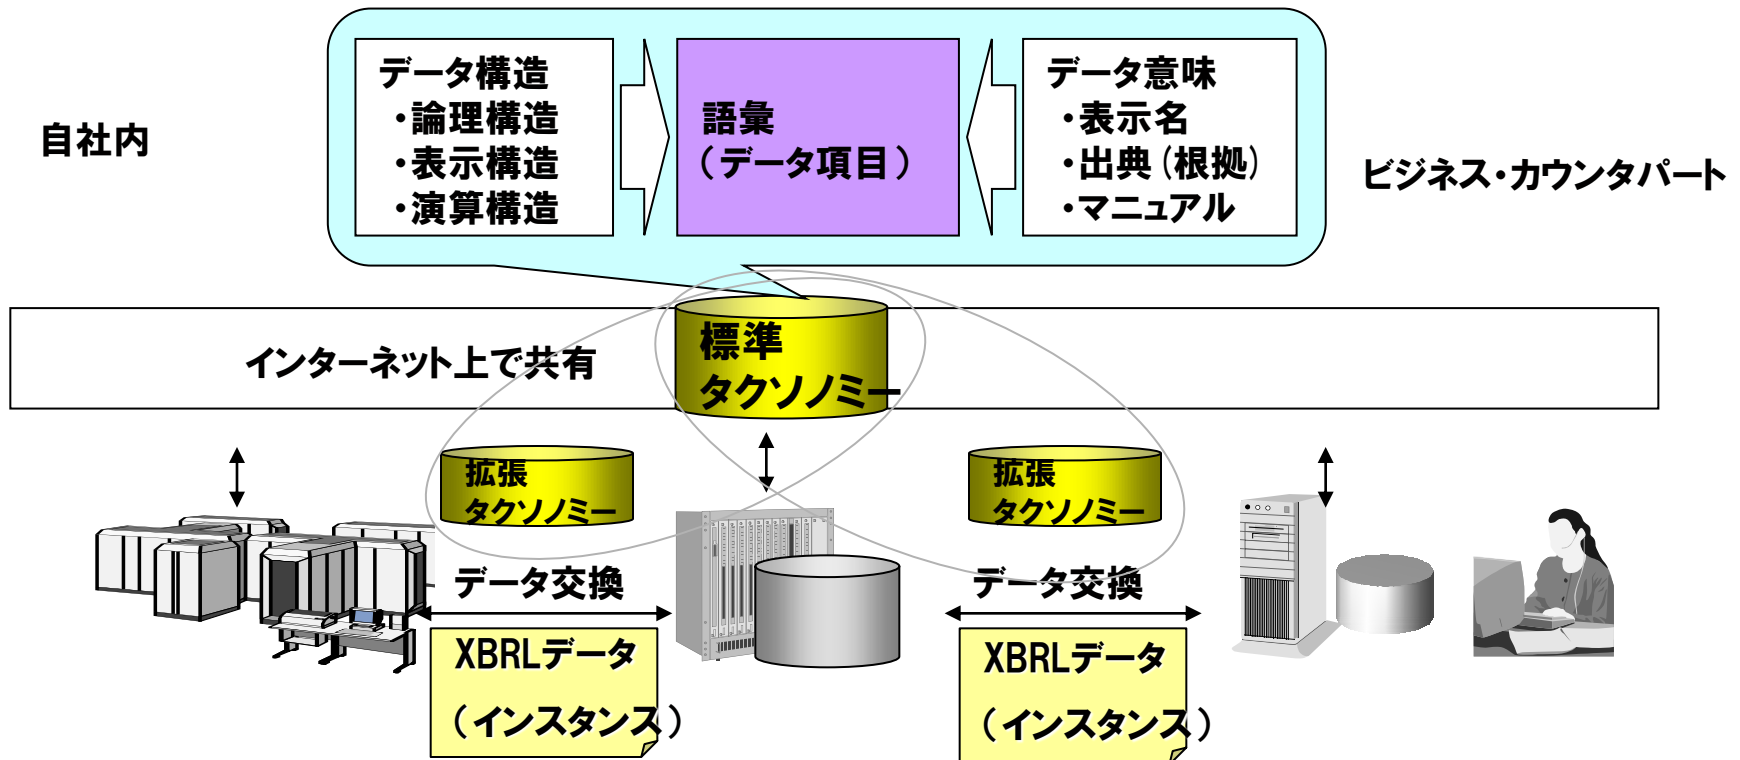 自社内
データ構造
・論理構造
・表示構造
・演算構造
語彙
（データ項目）
データ意味
・表示名
・出典(根拠)
・マニュアル
ビジネス・カウンタパート
インターネット上で共有
標準
タクソノミー
拡張
タクソノミー
拡張
タクソノミー
データ交換
データ交換
XBRLデータ
（インスタンス）
XBRLデータ
（インスタンス）